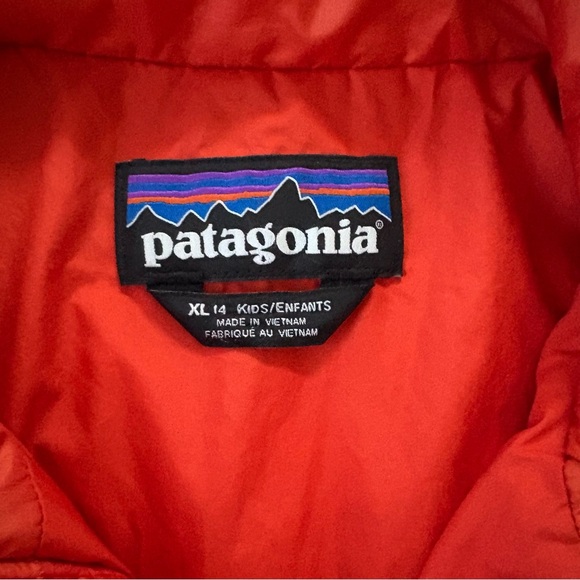 patagonia®
XL 14 KIDS/ENFANTS
MADE IN VIETNAM
FABRIQUÉ AU VIETNAM